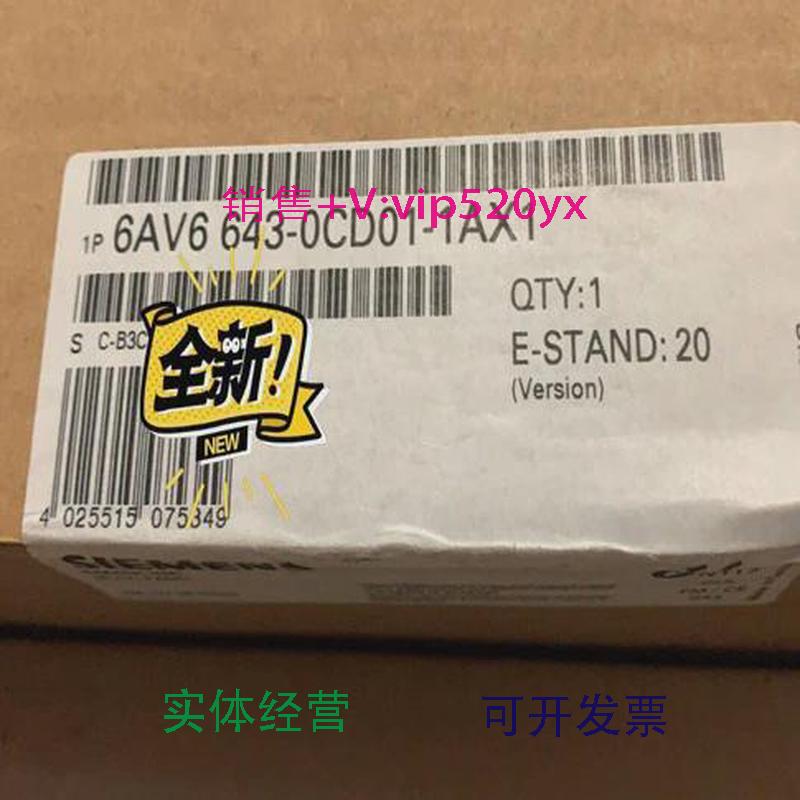 销售+V:vip520yx
1P 6AV6 643-0CD01-1AX1
QTY:1
S C-B3C
E-STAND: 20
(Version)
全新!
NEW
4 025515 075349
SIEMENS
实体经营
可开发票